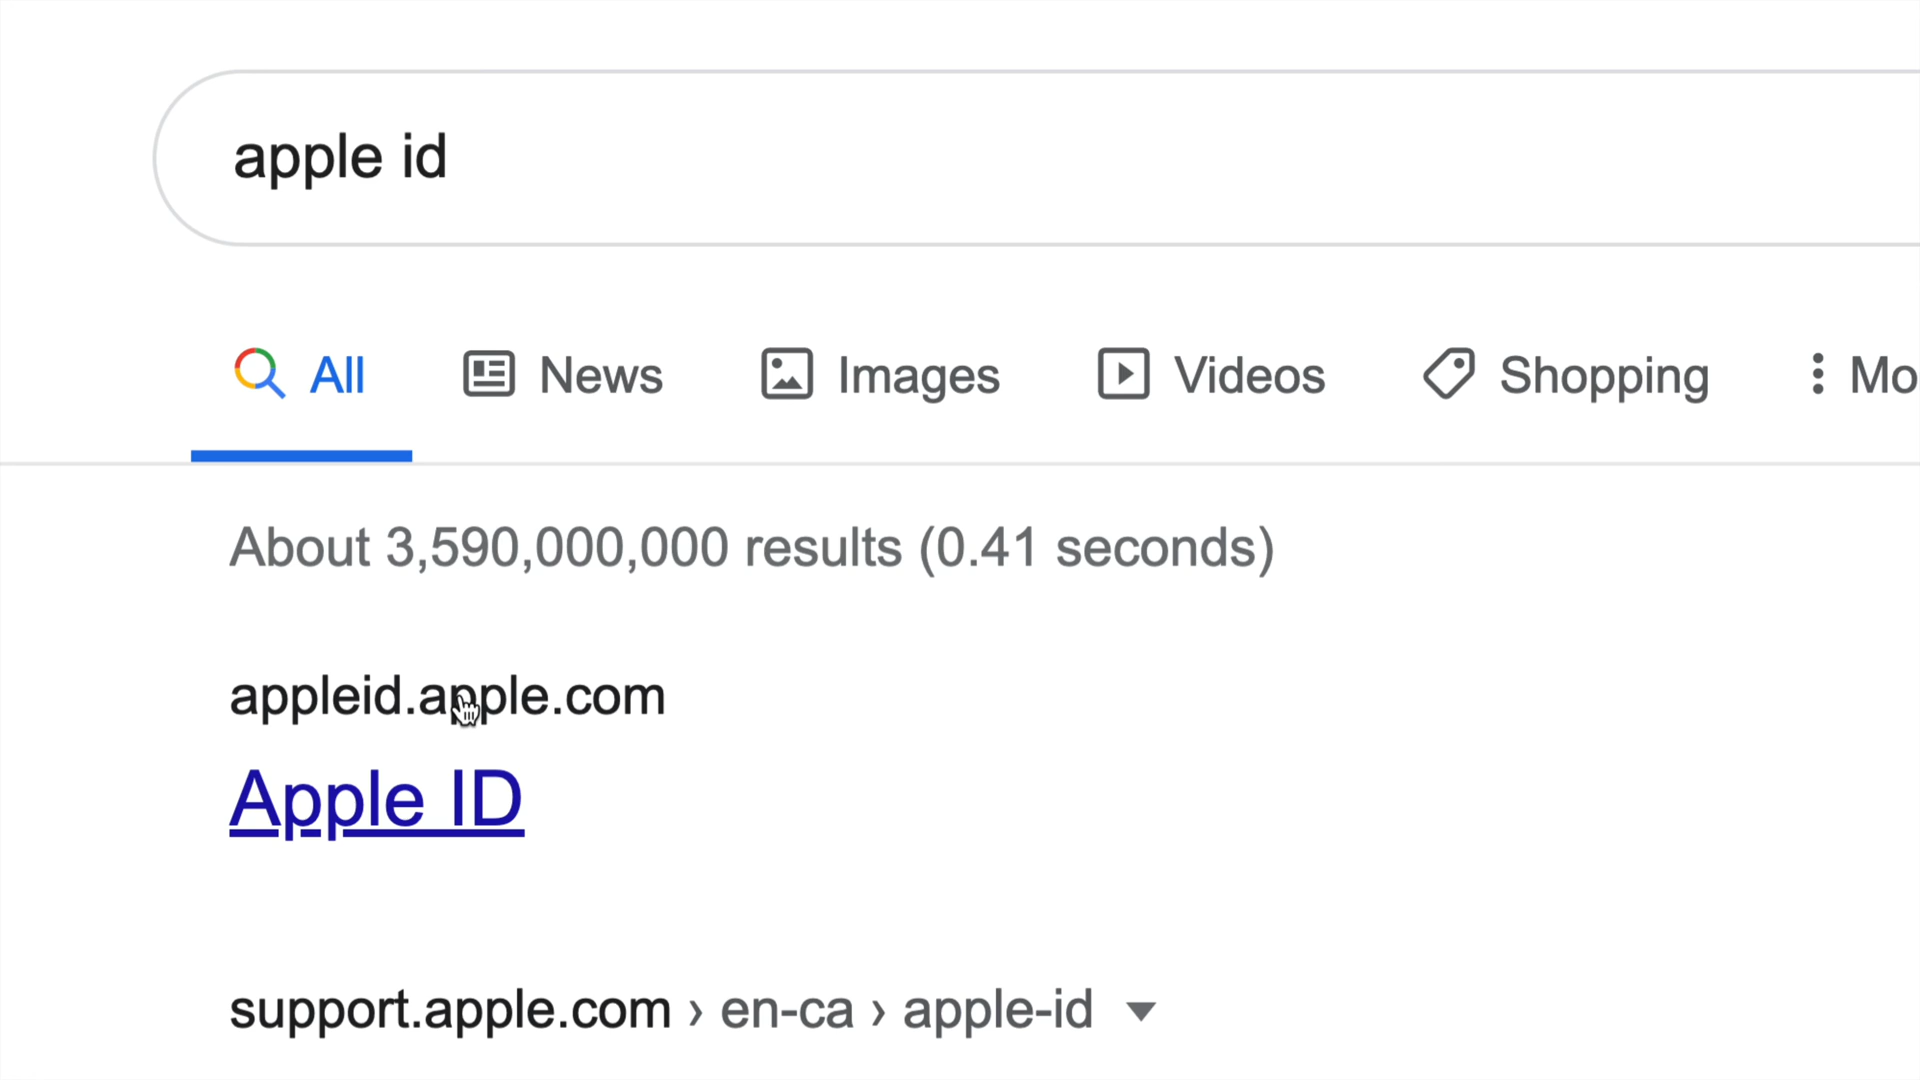 apple id
All News Images Videos Shopping
About 3,590,000,000 results (0.41 seconds)
appleid.apple.com
Apple ID
support.apple.com › en-ca › apple-id